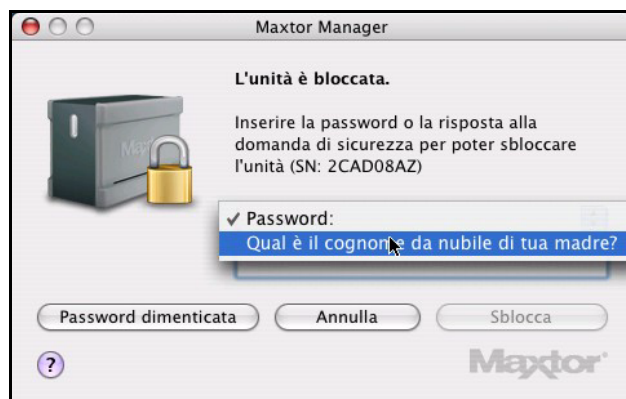 Maxtor Manager
L'unità è bloccata.
Inserire la password o la risposta alla
domanda di sicurezza per poter sbloccare
l'unità (SN: 2CAD08AZ)
Maxtor
✓ Password:
Qual è il cognome da nubile di tua madre?
Password dimenticata
Annulla
Sblocca
?
Maxtor